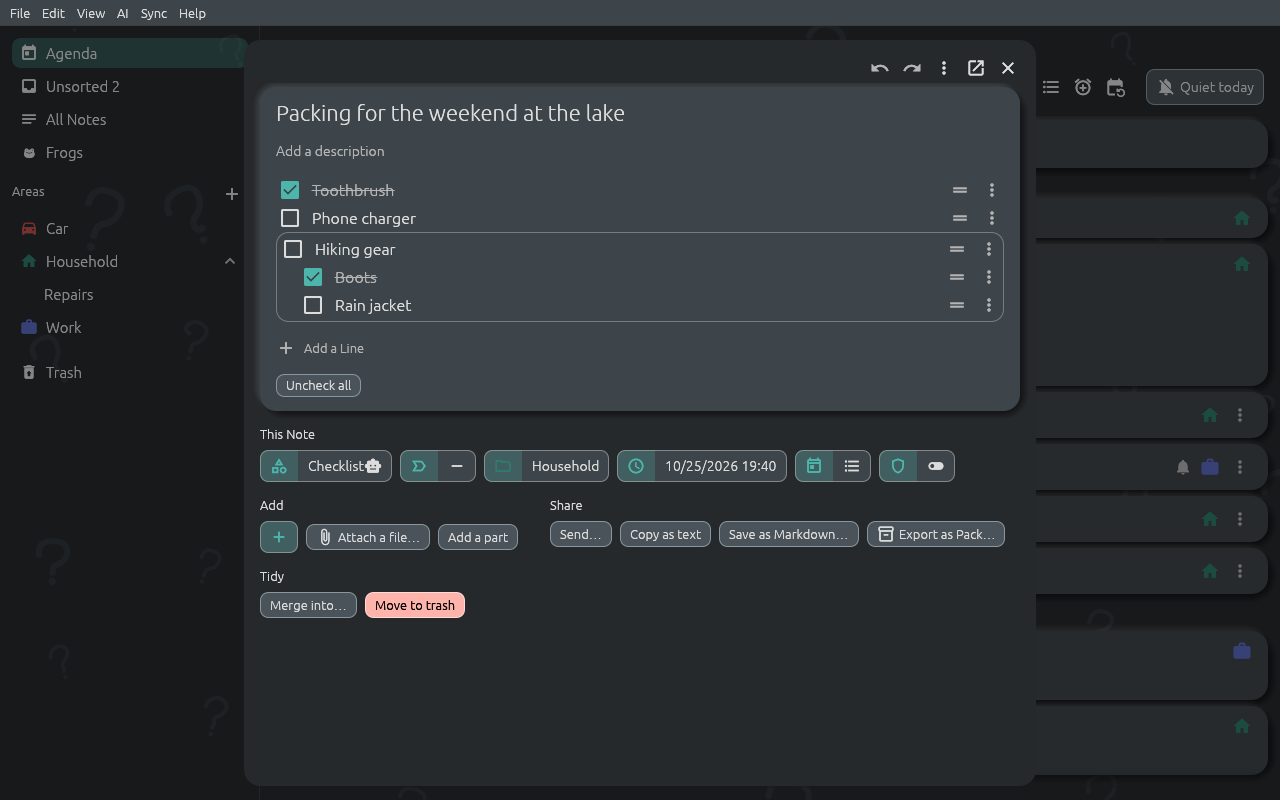 File Edit View AI Sync Help
Agenda
Unsorted 2
All Notes
Frogs
Areas
Car
Household
Repairs
Work
Trash
Quiet today
Packing for the weekend at the lake
Add a description
Toothbrush
Phone charger
Hiking gear
Boots
Rain jacket
Add a Line
Uncheck all
This Note
Checklist
Household
10/25/2026 19:40
Add
Attach a file...
Add a part
Share
Send...
Copy as text
Save as Markdown...
Export as Pack...
Tidy
Merge into...
Move to trash